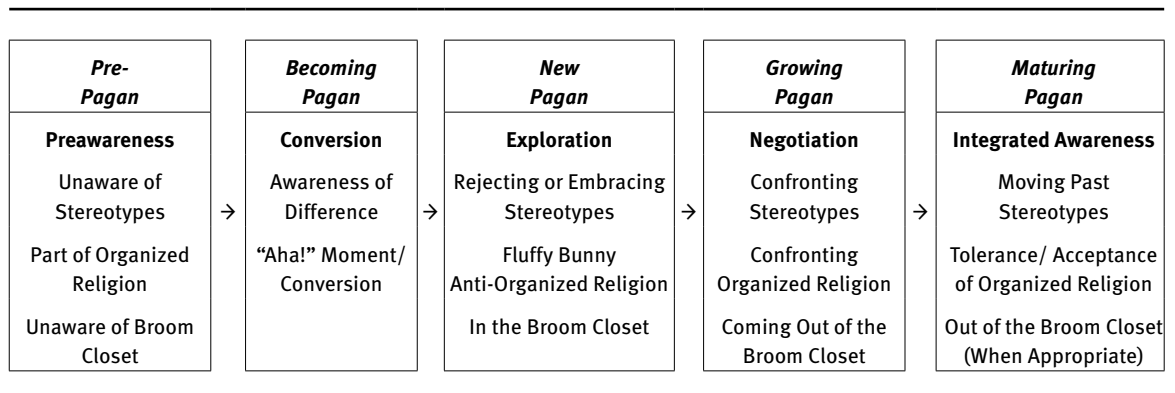 Pre-
Pagan
Preawareness
Unaware of
Stereotypes
Part of Organized
Religion
Unaware of Broom
Closet
→
Becoming
Pagan
Conversion
Awareness of
Difference
“Aha!” Moment/
Conversion
→
New
Pagan
Exploration
Rejecting or Embracing
Stereotypes
Fluffy Bunny
Anti-Organized Religion
In the Broom Closet
→
Growing
Pagan
Negotiation
Confronting
Stereotypes
Confronting
Organized Religion
Coming Out of the
Broom Closet
→
Maturing
Pagan
Integrated Awareness
Moving Past
Stereotypes
Tolerance/ Acceptance
of Organized Religion
Out of the Broom Closet
(When Appropriate)